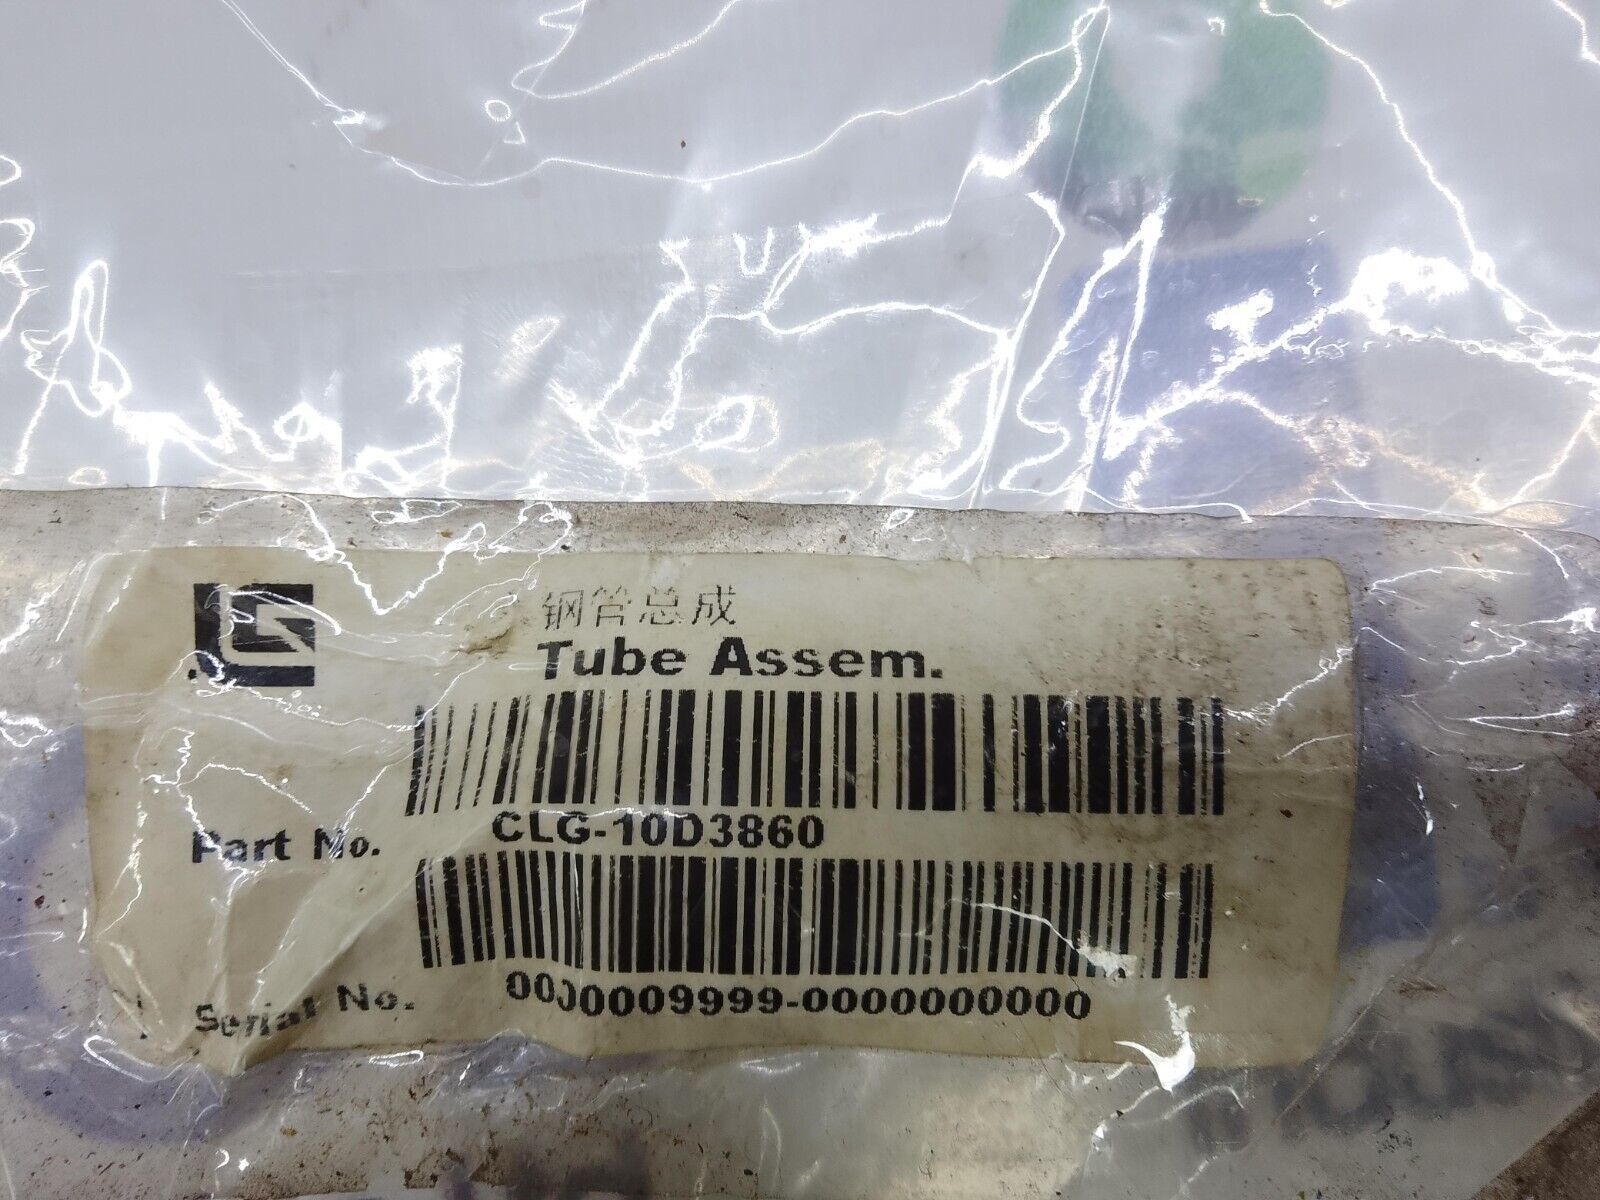 钢管总成
Tube Assem.
Part No. CLG-10D3860
Serial No. 0000009999-0000000000